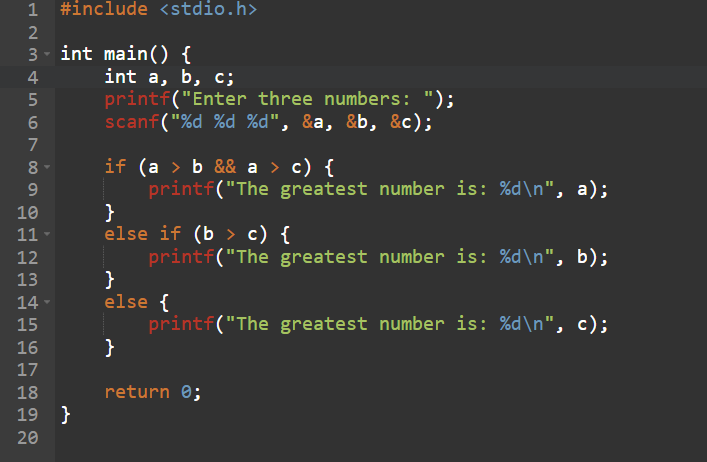 1 #include <stdio.h>
2
3 int main() {
4     int a, b, c;
5     printf("Enter three numbers: ");
6     scanf("%d %d %d", &a, &b, &c);
7
8     if (a > b && a > c) {
9         printf("The greatest number is: %d\n", a);
10     }
11     else if (b > c) {
12         printf("The greatest number is: %d\n", b);
13     }
14     else {
15         printf("The greatest number is: %d\n", c);
16     }
17
18     return 0;
19 }
20